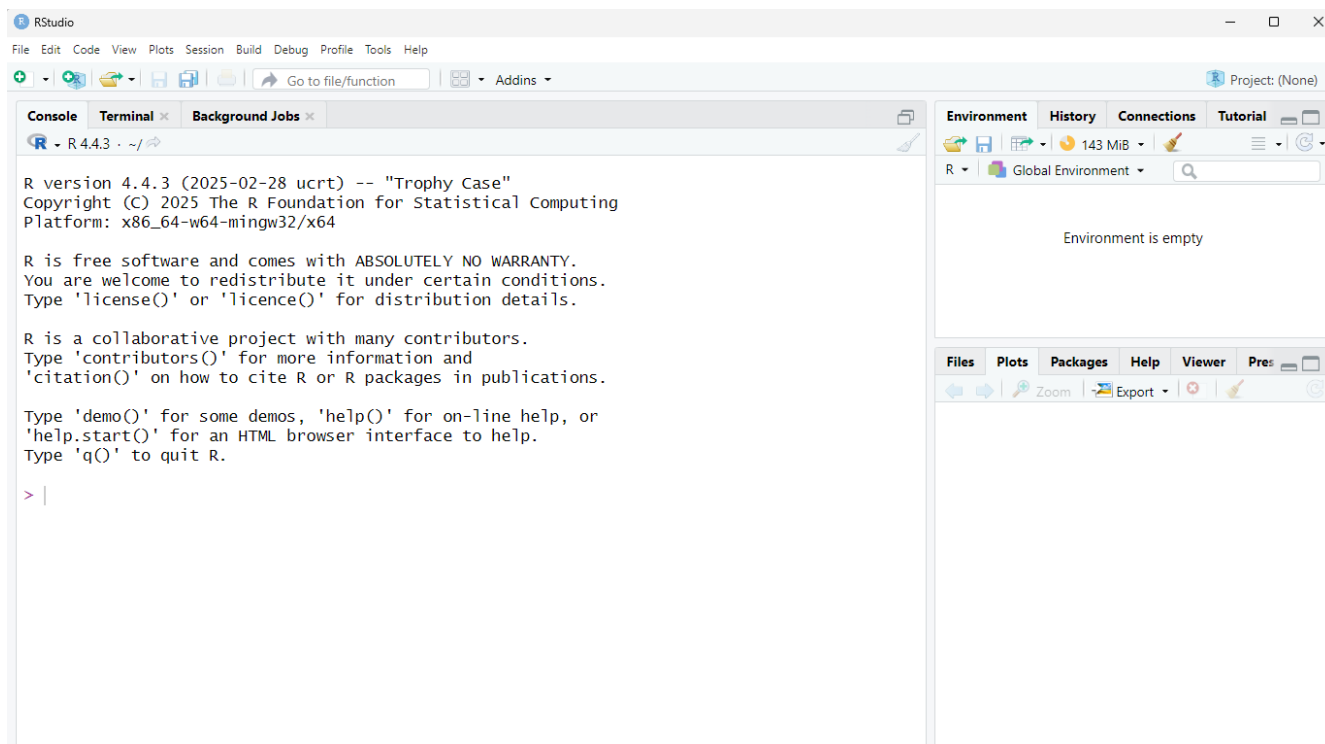 RStudio
File Edit Code View Plots Session Build Debug Profile Tools Help
Go to file/function
Addins
Project: (None)
Console Terminal Background Jobs
R 4.4.3 · ~/
R version 4.4.3 (2025-02-28 ucrt) -- "Trophy Case"
Copyright (C) 2025 The R Foundation for Statistical Computing
Platform: x86_64-w64-mingw32/x64
R is free software and comes with ABSOLUTELY NO WARRANTY.
You are welcome to redistribute it under certain conditions.
Type 'license()' or 'licence()' for distribution details.
R is a collaborative project with many contributors.
Type 'contributors()' for more information and
'citation()' on how to cite R or R packages in publications.
Type 'demo()' for some demos, 'help()' for on-line help, or
'help.start()' for an HTML browser interface to help.
Type 'q()' to quit R.
>
Environment History Connections Tutorial
143 MiB
R Global Environment
Environment is empty
Files Plots Packages Help Viewer Pres
Zoom Export